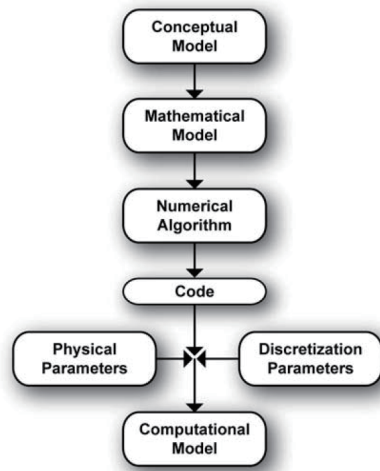 Conceptual
Model
Mathematical
Model
Numerical
Algorithm
Code
Physical
Parameters
Discretization
Parameters
Computational
Model